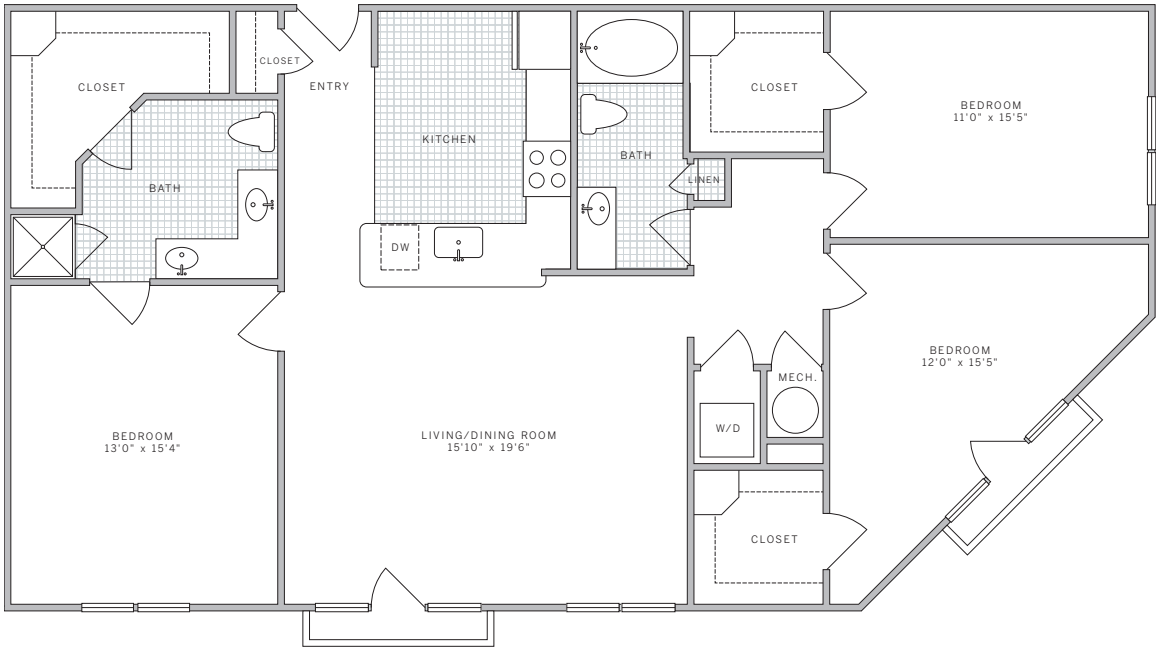 CLOSET
CLOSET
ENTRY
KITCHEN
CLOSET
BEDROOM
11'0" x 15'5"
BATH
LINEN
BATH
DW
BEDROOM
12'0" x 15'5"
MECH.
W/D
BEDROOM
13'0" x 15'4"
LIVING/DINING ROOM
15'10" x 19'6"
CLOSET